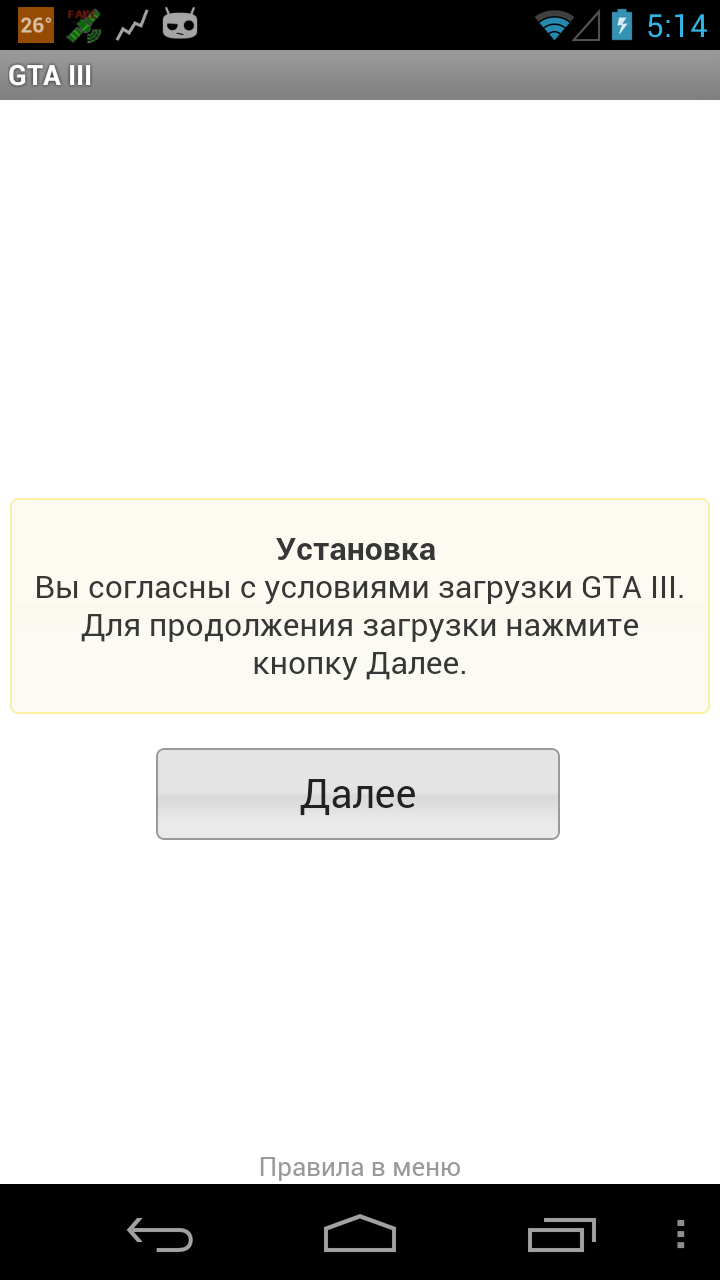 26°
FAKE
5:14
GTA III
Установка
Вы согласны с условиями загрузки GTA III.
Для продолжения загрузки нажмите
кнопку Далее.
Далее
Правила в меню